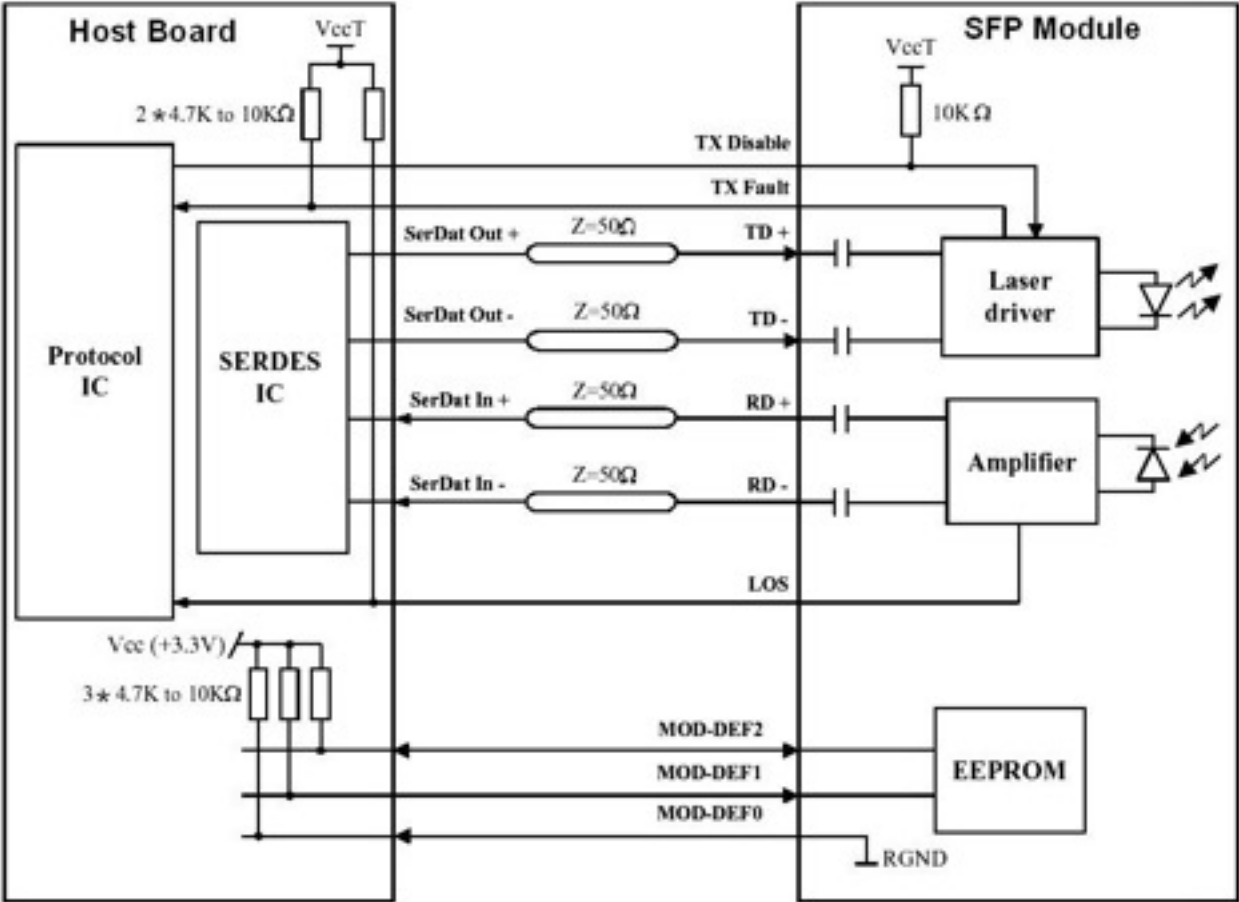 Host Board
VccT
SFP Module
VccT
2*4.7K to 10KΩ
10KΩ
TX Disable
TX Fault
SerDat Out +
Z=50Ω
TD +
Laser
driver
SerDat Out -
Z=50Ω
TD -
Protocol
IC
SERDES
IC
SerDat In +
Z=50Ω
RD +
Amplifier
SerDat In -
Z=50Ω
RD -
LOS
Vcc (+3.3V)
3*4.7K to 10KΩ
MOD-DEF2
EEPROM
MOD-DEF1
MOD-DEF0
RGND